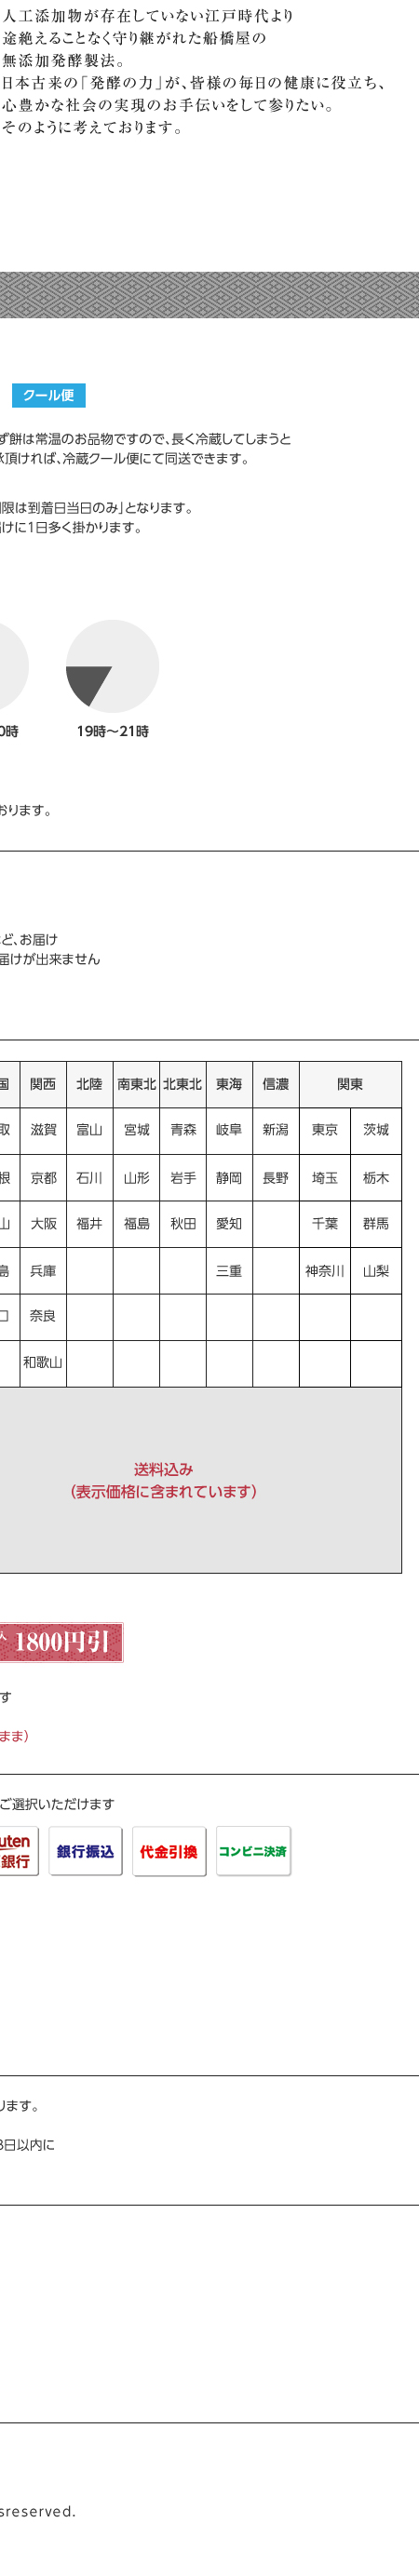 人工添加物が存在していない江戸時代より
途絶えることなく守り継がれた船橋屋の
無添加発酵製法。
日本古来の「発酵の力」が、皆様の毎日の健康に役立ち、
心豊かな社会の実現のお手伝いをして参りたい。
そのように考えております。
クール便
ず餅は常温のお品物ですので、長く冷蔵してしまうと
承頂ければ、冷蔵クール便にて同送できます。
限は到着日当日のみ」となります。
けに1日多く掛かります。
0時 19時〜21時
おります。
ど、お届け
届けが出来ません
国 関西 北陸 南東北 北東北 東海 信濃 関東
取 滋賀 富山 宮城 青森 岐阜 新潟 東京 茨城
根 京都 石川 山形 岩手 静岡 長野 埼玉 栃木
山 大阪 福井 福島 秋田 愛知 千葉 群馬
島 兵庫 三重 神奈川 山梨
口 奈良
和歌山
送料込み
(表示価格に含まれています)
1800円引
す
まま)
ご選択いただけます
uten 銀行 銀行振込 代金引換 コンビニ決済
ります。
日以内に
sreserved.